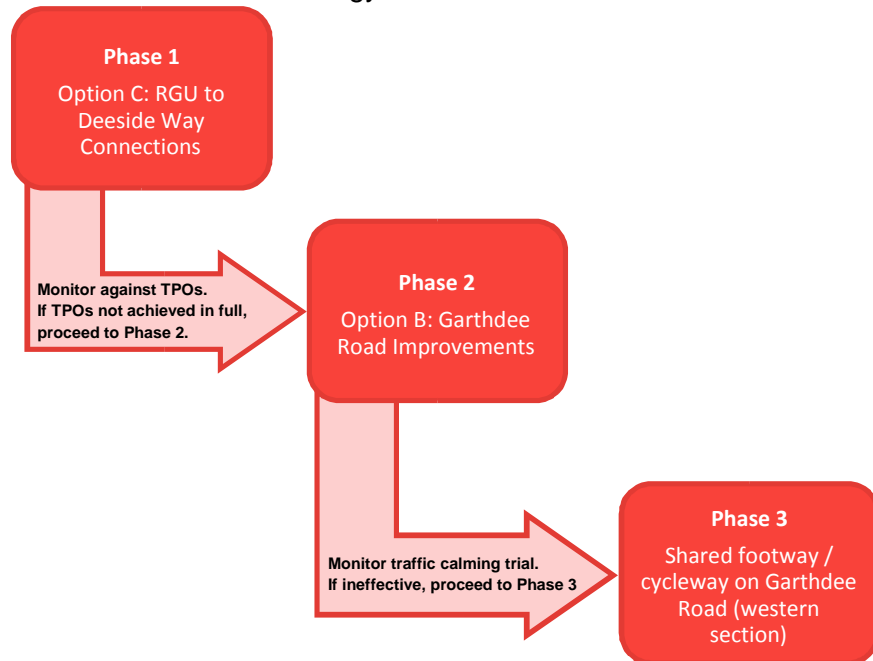 Phase 1
Option C: RGU to
Deeside Way
Connections
Monitor against TPOs.
If TPOs not achieved in full,
proceed to Phase 2.
Phase 2
Option B: Garthdee
Road Improvements
Monitor traffic calming trial.
If ineffective, proceed to Phase 3
Phase 3
Shared footway /
cycleway on Garthdee
Road (western
section)